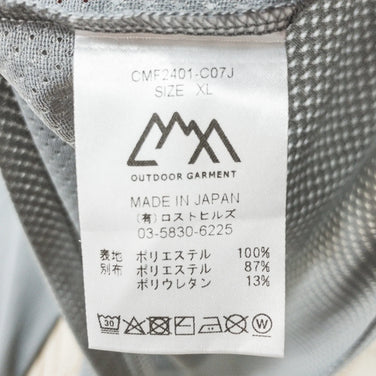 CMF2401-C07J
SIZE XL
OUTDOOR GARMENT
MADE IN JAPAN
(有)ロストヒルズ
03-5830-6225
表地 ポリエステル 100%
別布 ポリエステル 87%
ポリウレタン 13%
30
W